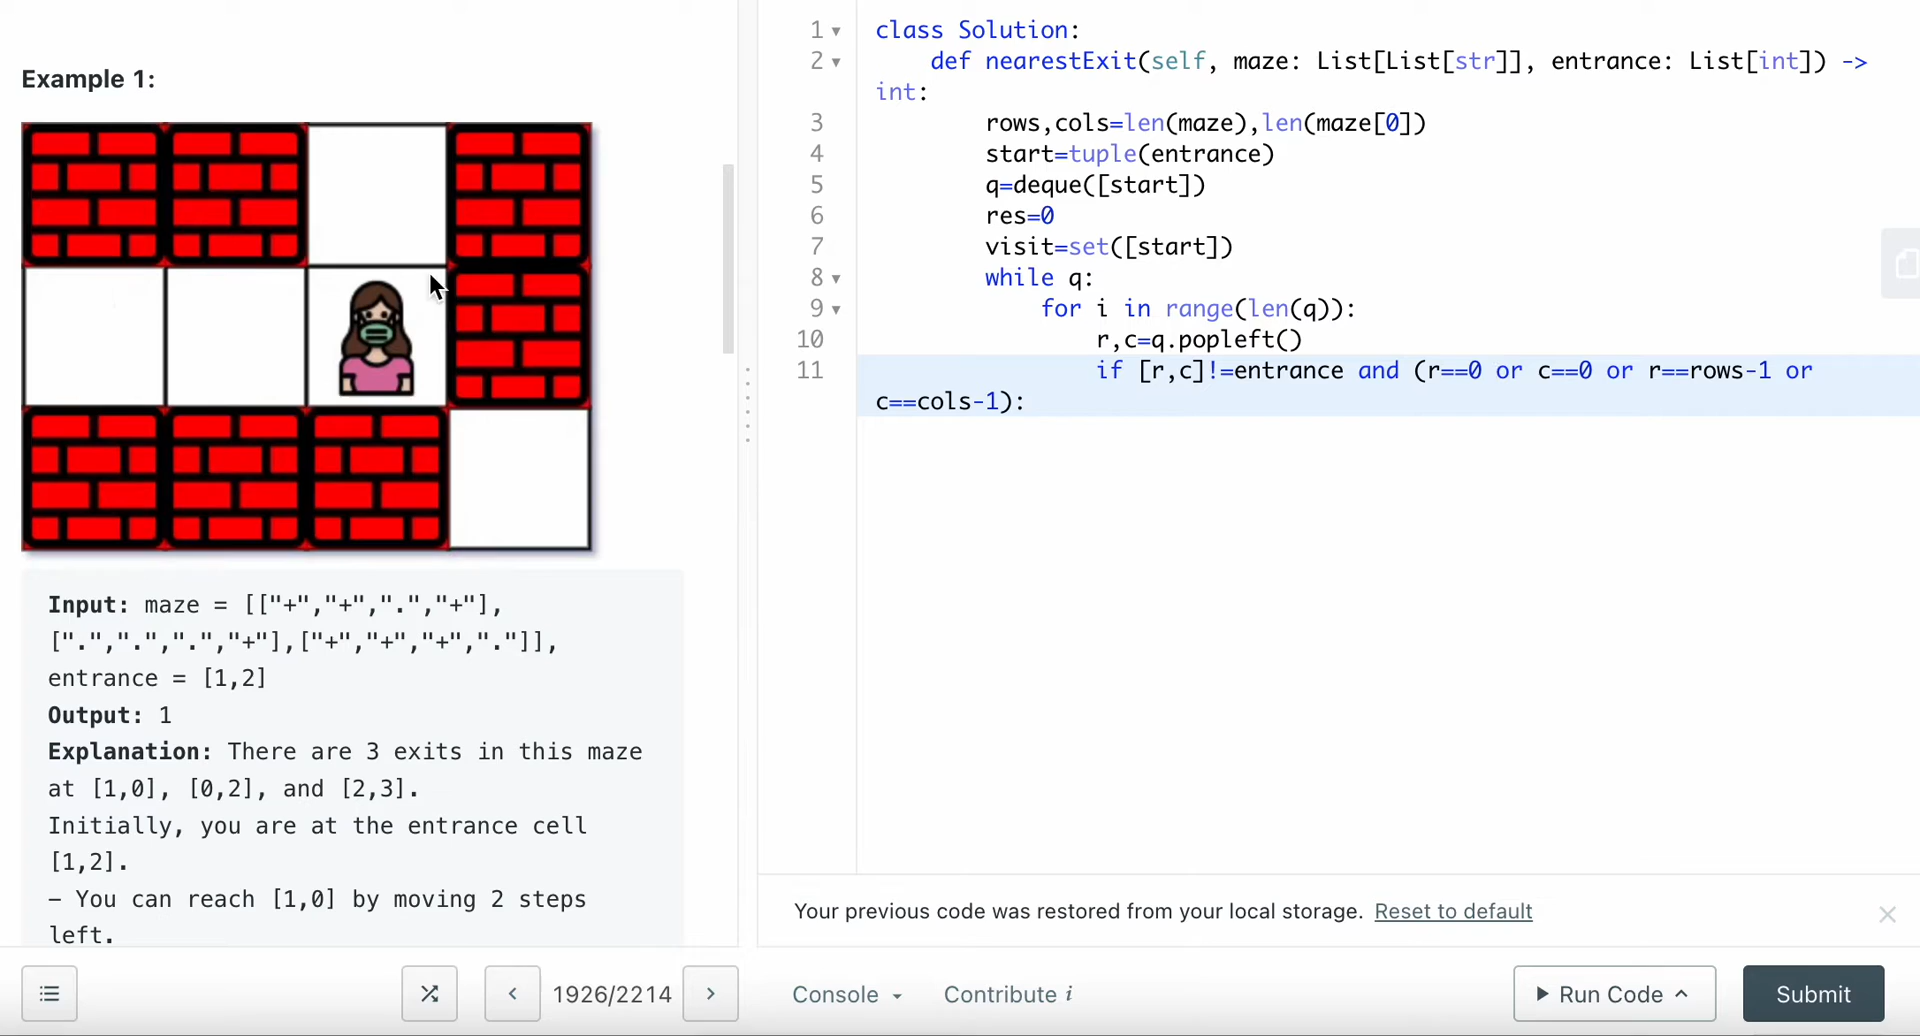 Example 1:
Input: maze = [["+","+",".","+"],
[".",".",".","+"],["+","+","+","."]],
entrance = [1,2]
Output: 1
Explanation: There are 3 exits in this maze
at [1,0], [0,2], and [2,3].
Initially, you are at the entrance cell
[1,2].
– You can reach [1,0] by moving 2 steps
left.
1926/2214
1 class Solution:
2 def nearestExit(self, maze: List[List[str]], entrance: List[int]) ->
int:
3 rows,cols=len(maze),len(maze[0])
4 start=tuple(entrance)
5 q=deque([start])
6 res=0
7 visit=set([start])
8 while q:
9 for i in range(len(q)):
10 r,c=q.popleft()
11 if [r,c]!=entrance and (r==0 or c==0 or r==rows-1 or
c==cols-1):
Your previous code was restored from your local storage. Reset to default
Console Contribute i Run Code Submit